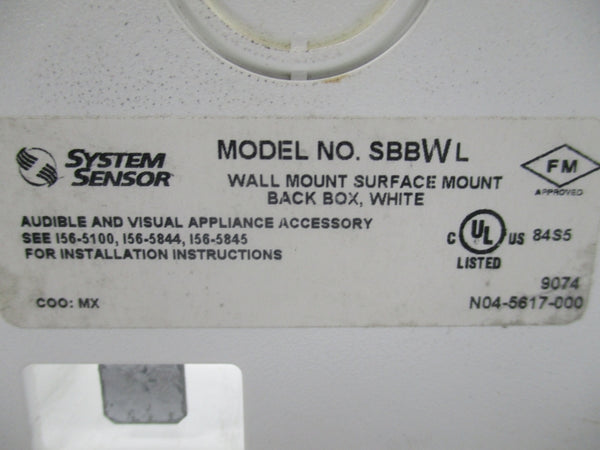 SYSTEM SENSOR
MODEL NO. SBBWL
WALL MOUNT SURFACE MOUNT
BACK BOX, WHITE
FM
APPROVED
AUDIBLE AND VISUAL APPLIANCE ACCESSORY
SEE I56-5100, I56-5844, I56-5845
FOR INSTALLATION INSTRUCTIONS
C UL US 84S5
LISTED
9074
COO: MX
N04-5617-000